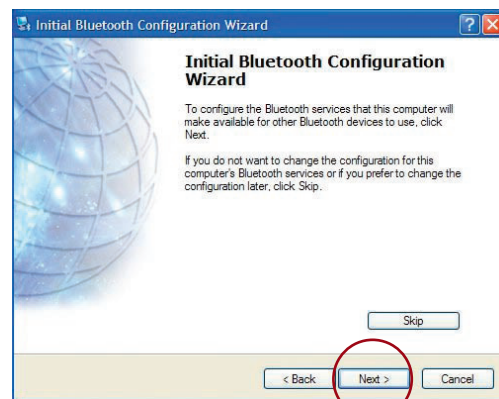 Initial Bluetooth Configuration Wizard
Initial Bluetooth Configuration
Wizard
To configure the Bluetooth services that this computer will
make available for other Bluetooth devices to use, click
Next.
If you do not want to change the configuration for this
computer's Bluetooth services or if you prefer to change the
configuration later, click Skip.
Skip
< Back Next > Cancel